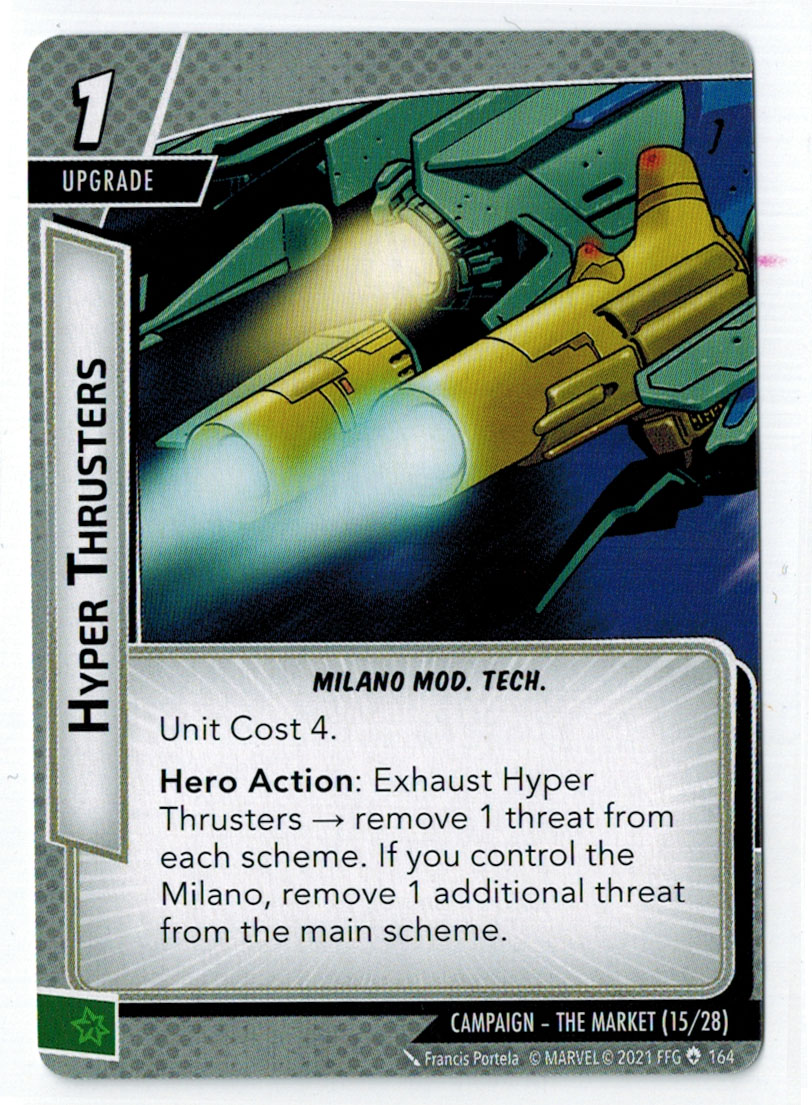 1
UPGRADE
HYPER THRUSTERS
MILANO MOD. TECH.
Unit Cost 4.
Hero Action: Exhaust Hyper
Thrusters → remove 1 threat from
each scheme. If you control the
Milano, remove 1 additional threat
from the main scheme.
CAMPAIGN – THE MARKET (15/28)
Francis Portela © MARVEL © 2021 FFG 164